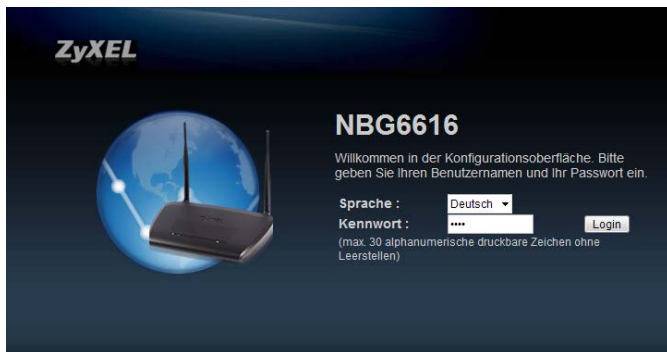 ZyXEL
NBG6616
Willkommen in der Konfigurationsoberfläche. Bitte
geben Sie Ihren Benutzernamen und Ihr Passwort ein.
Sprache : Deutsch
Kennwort : •••• Login
(max. 30 alphanumerische druckbare Zeichen ohne
Leerstellen)